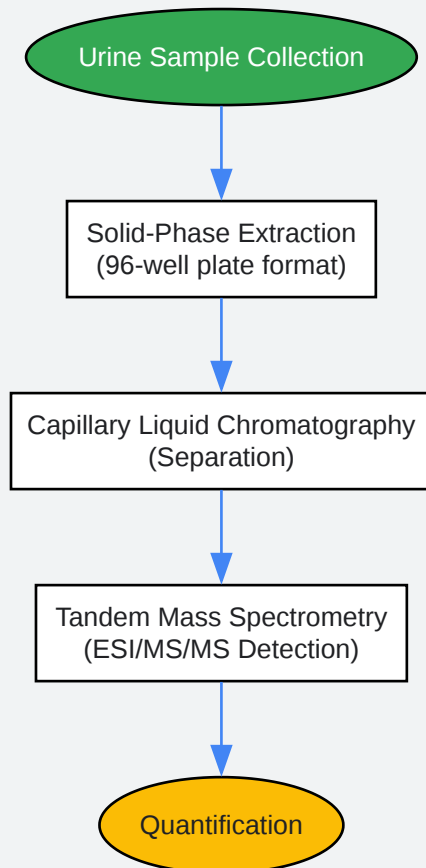 Urine Sample Collection
Solid-Phase Extraction
(96-well plate format)
Capillary Liquid Chromatography
(Separation)
Tandem Mass Spectrometry
(ESI/MS/MS Detection)
Quantification